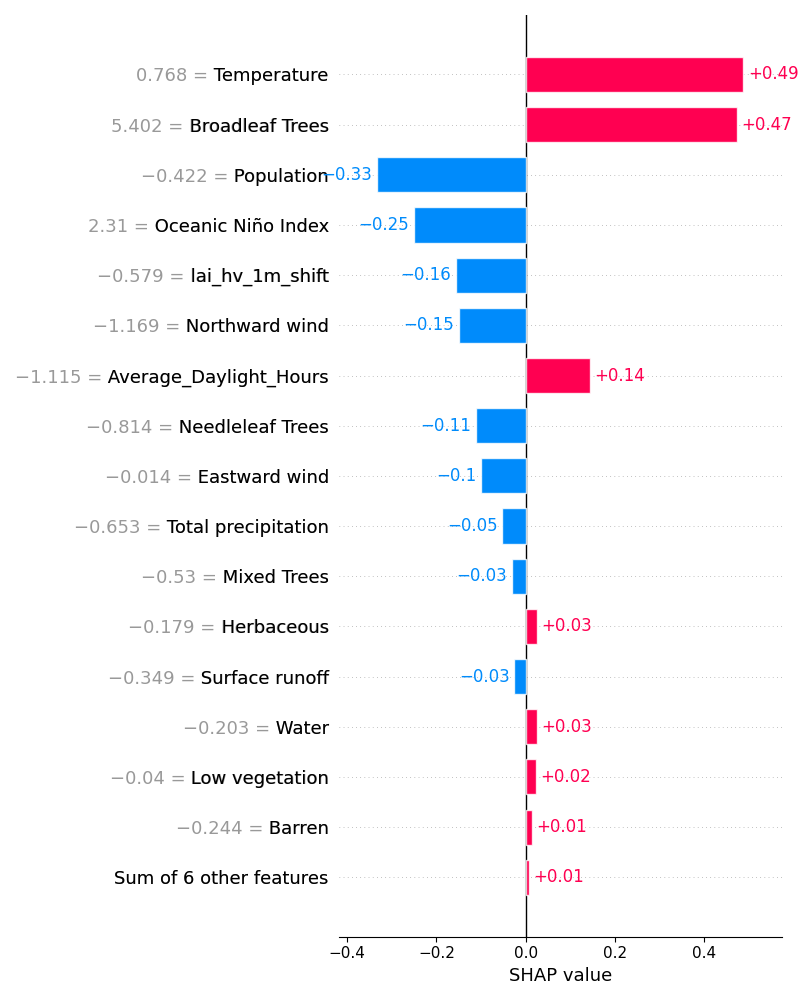 0.768 = Temperature +0.49
5.402 = Broadleaf Trees +0.47
−0.422 = Population −0.33
2.31 = Oceanic Niño Index −0.25
−0.579 = lai_hv_1m_shift −0.16
−1.169 = Northward wind −0.15
−1.115 = Average_Daylight_Hours +0.14
−0.814 = Needleleaf Trees −0.11
−0.014 = Eastward wind −0.1
−0.653 = Total precipitation −0.05
−0.53 = Mixed Trees −0.03
−0.179 = Herbaceous +0.03
−0.349 = Surface runoff −0.03
−0.203 = Water +0.03
−0.04 = Low vegetation +0.02
−0.244 = Barren +0.01
Sum of 6 other features +0.01
−0.4 −0.2 0.0 0.2 0.4
SHAP value